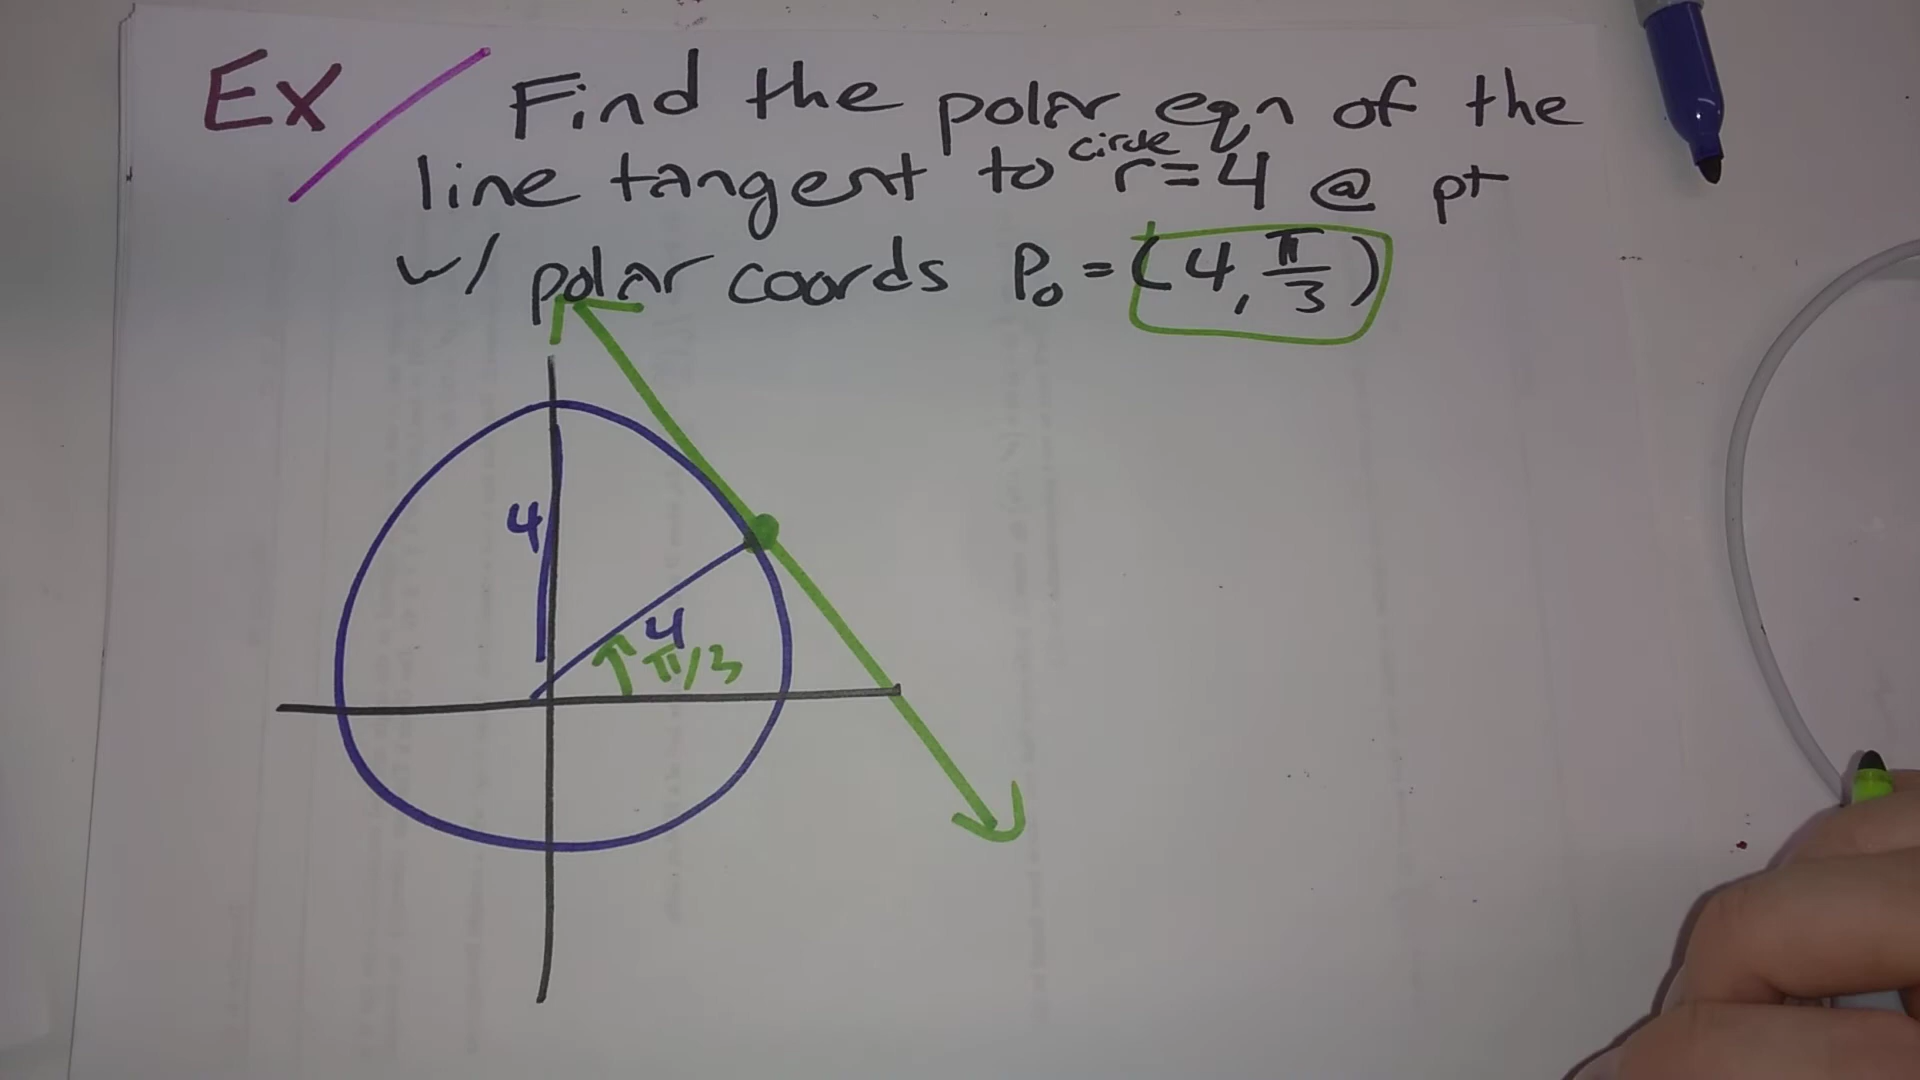 Ex/ Find the polar eqn of the
line tangent to circle r=4 @ pt
w/ polar coords P₀ = (4, π/3)
4
4
π/3